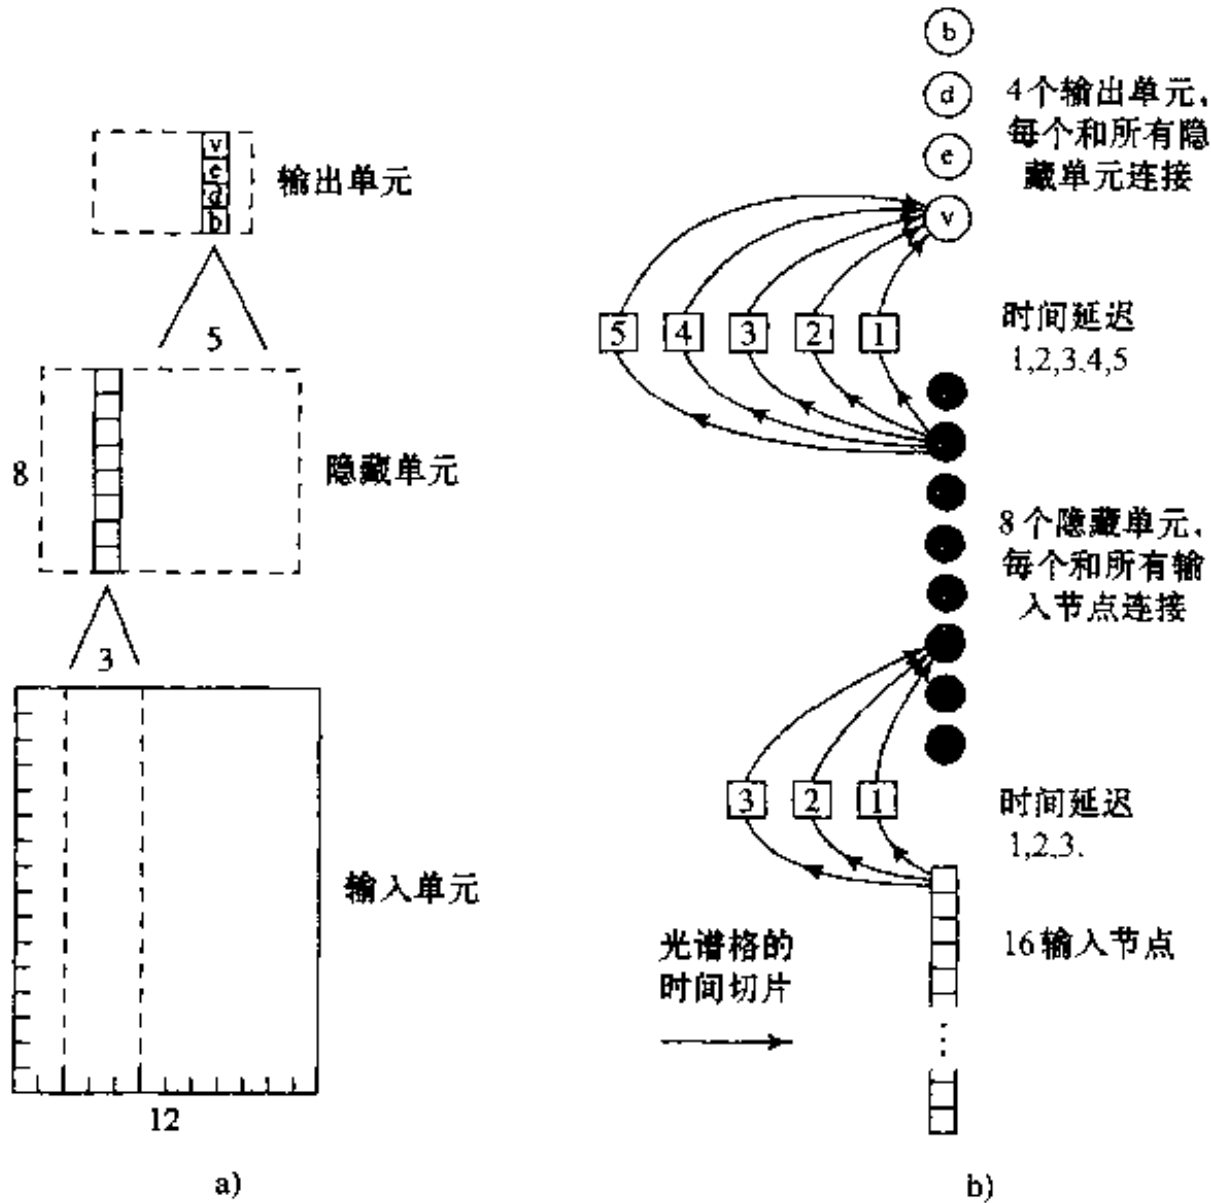 v
e
d
b
输出单元
5
8
隐藏单元
3
输入单元
12
a)
b
d
e
v
4个输出单元,
每个和所有隐
藏单元连接
5
4
3
2
1
时间延迟
1,2,3,4,5
8个隐藏单元,
每个和所有输
入节点连接
3
2
1
时间延迟
1,2,3.
光谱格的
时间切片
16输入节点
b)